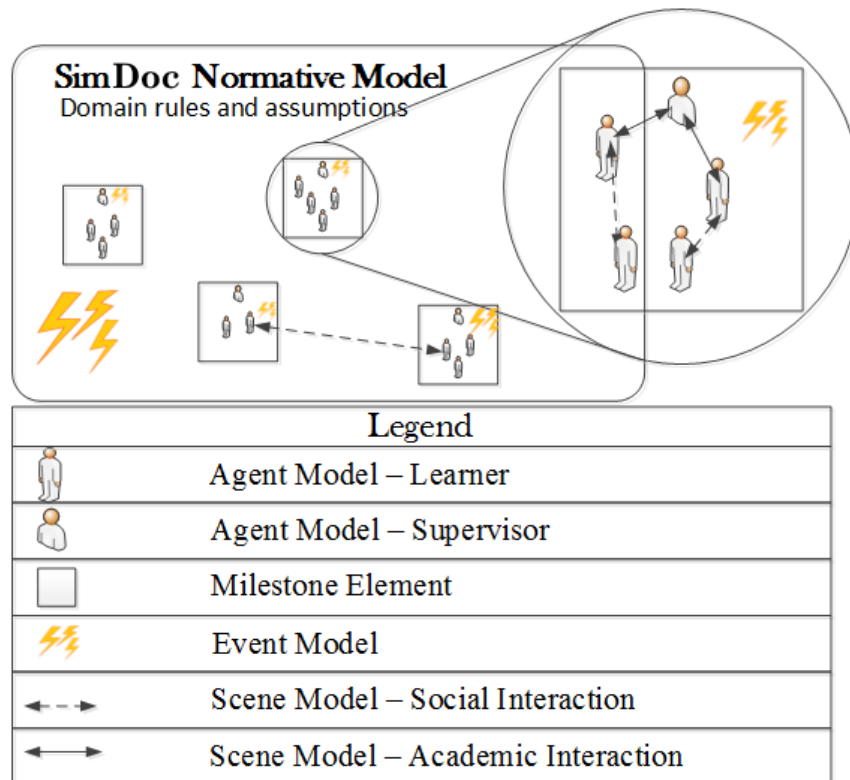 SimDoc Normative Model
Domain rules and assumptions
Legend
Agent Model – Learner
Agent Model – Supervisor
Milestone Element
Event Model
Scene Model – Social Interaction
Scene Model – Academic Interaction